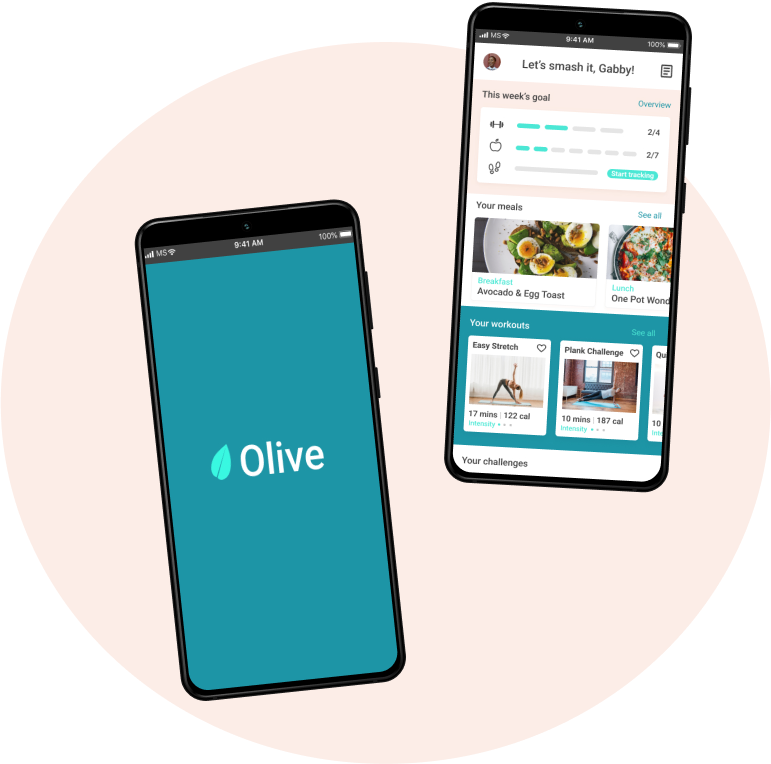 MS
9:41 AM
100%
Let's smash it, Gabby!
This week's goal
Overview
2/4
2/7
Start tracking
Your meals
See all
Breakfast
Avocado & Egg Toast
Lunch
One Pot Wond
Your workouts
See all
Easy Stretch
17 mins | 122 cal
Intensity
Plank Challenge
10 mins | 187 cal
Intensity
Qu
10
Inte
Your challenges
MS
9:41 AM
100%
Olive